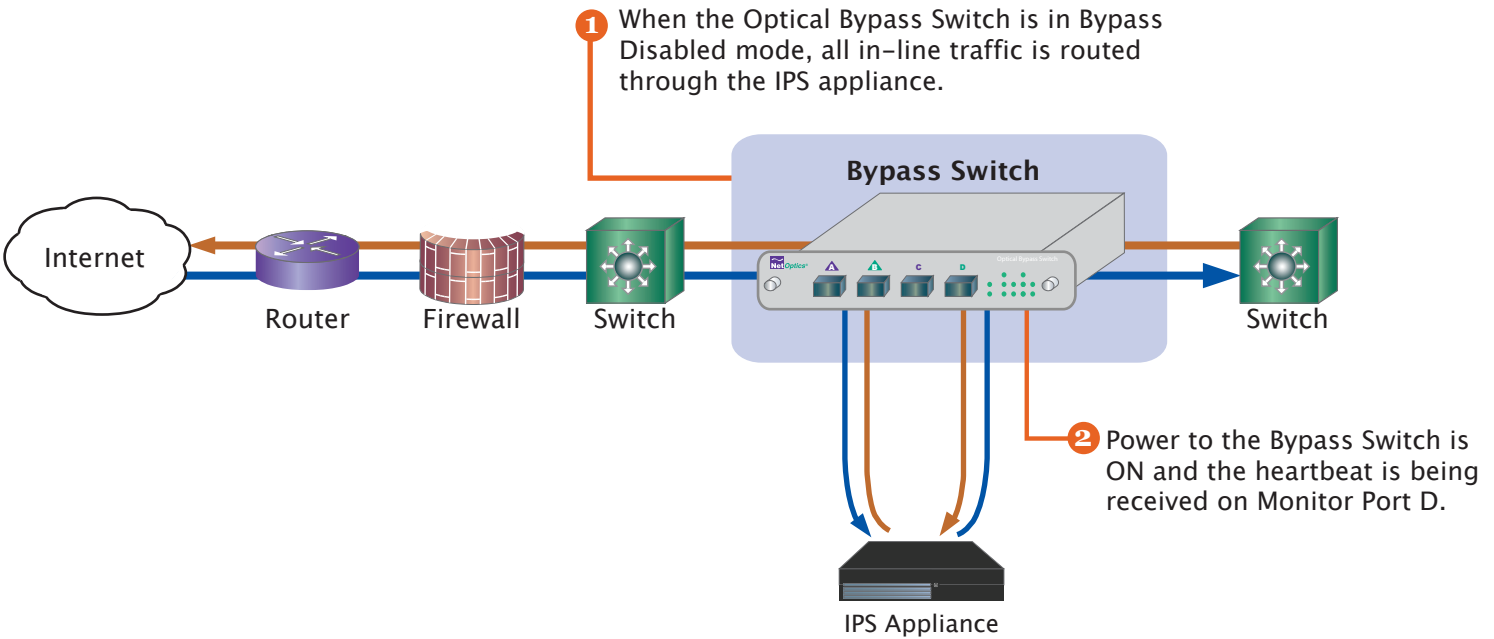 1 When the Optical Bypass Switch is in Bypass
Disabled mode, all in-line traffic is routed
through the IPS appliance.
Bypass Switch
Internet
Router
Firewall
Switch
Net Optics®
A
B
C
D
Optical Bypass Switch
Switch
2 Power to the Bypass Switch is
ON and the heartbeat is being
received on Monitor Port D.
IPS Appliance